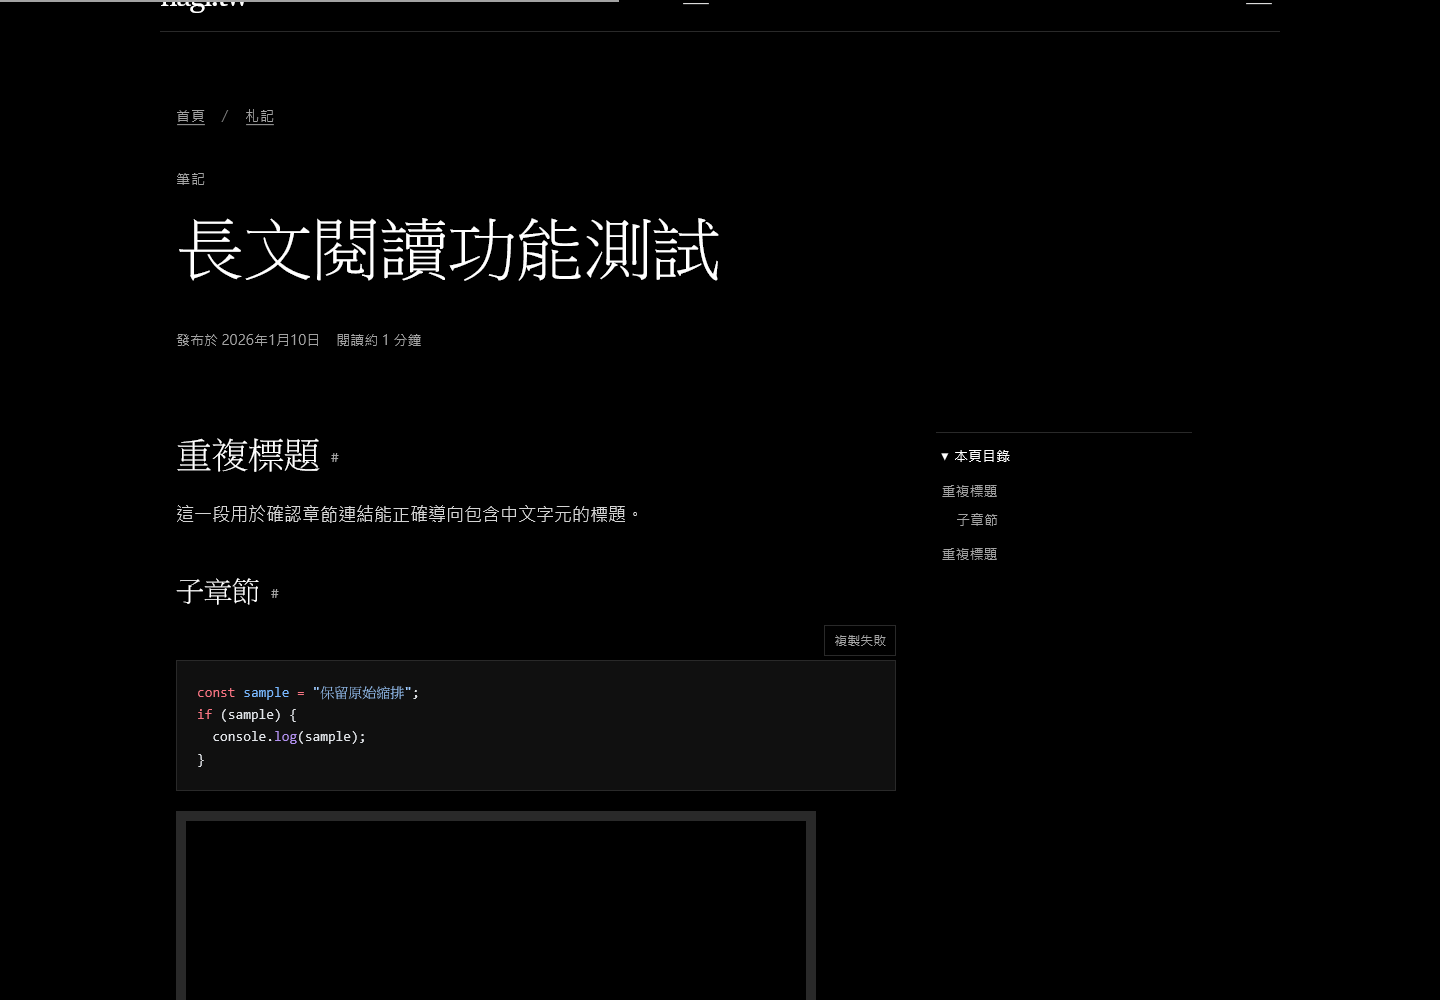 nagi.tw
首頁 / 札記
筆記
長文閱讀功能測試
發布於 2026年1月10日 閱讀約 1 分鐘
重複標題 #
這一段用於確認章節連結能正確導向包含中文字元的標題。
子章節 #
複製失敗
const sample = "保留原始縮排";
if (sample) {
  console.log(sample);
}
▼ 本頁目錄
重複標題
子章節
重複標題